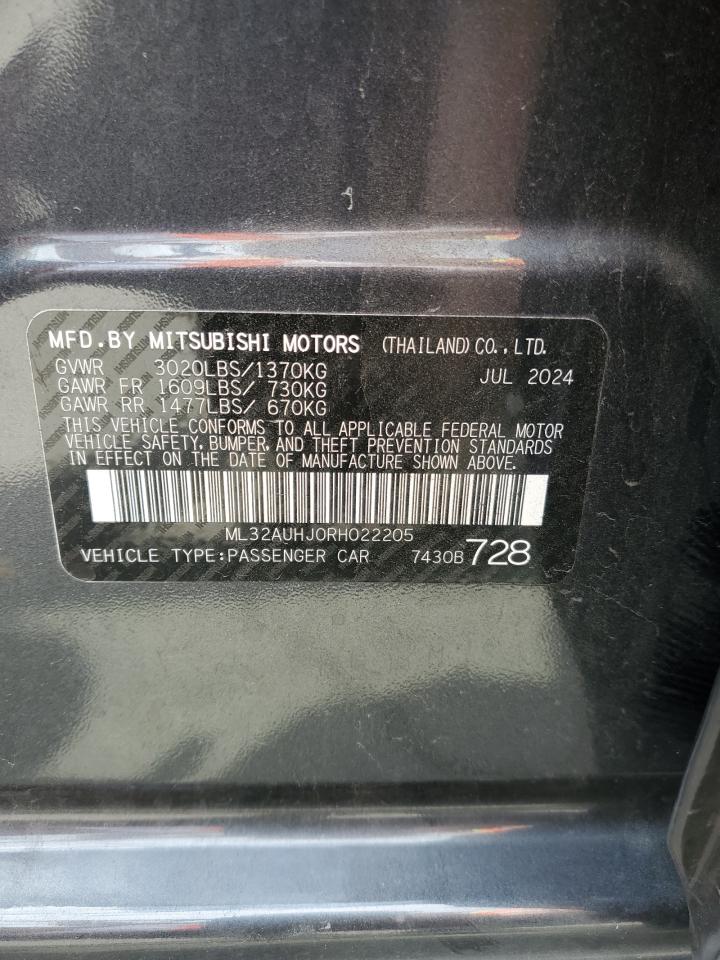 MFD.BY MITSUBISHI MOTORS (THAILAND) CO., LTD.
GVWR 3020LBS/1370KG JUL 2024
GAWR FR 1609LBS/ 730KG
GAWR RR 1477LBS/ 670KG
THIS VEHICLE CONFORMS TO ALL APPLICABLE FEDERAL MOTOR
VEHICLE SAFETY, BUMPER, AND THEFT PREVENTION STANDARDS
IN EFFECT ON THE DATE OF MANUFACTURE SHOWN ABOVE.
ML32AUHJ0RH022205
VEHICLE TYPE:PASSENGER CAR 7430B 728